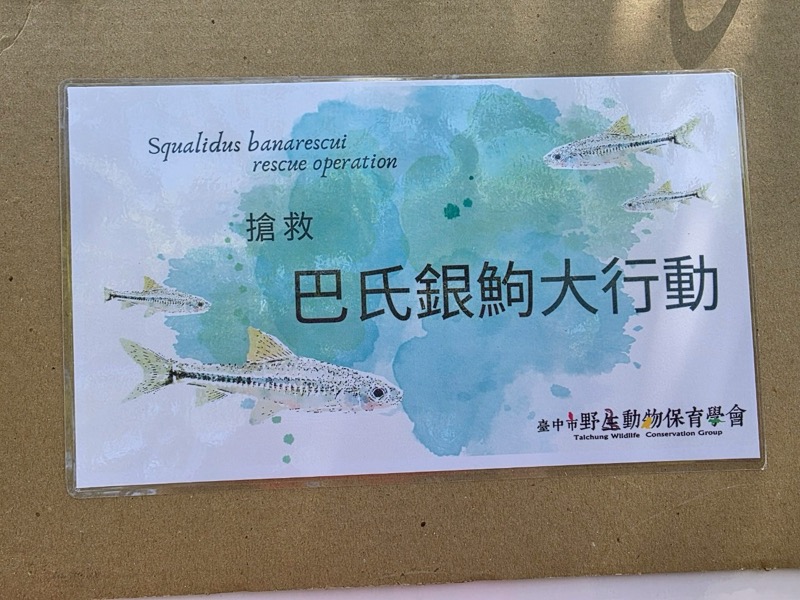 Squalidus banarescui
rescue operation
搶救
巴氏銀鮈大行動
臺中市野生動物保育學會
Taichung Wildlife Conservation Group